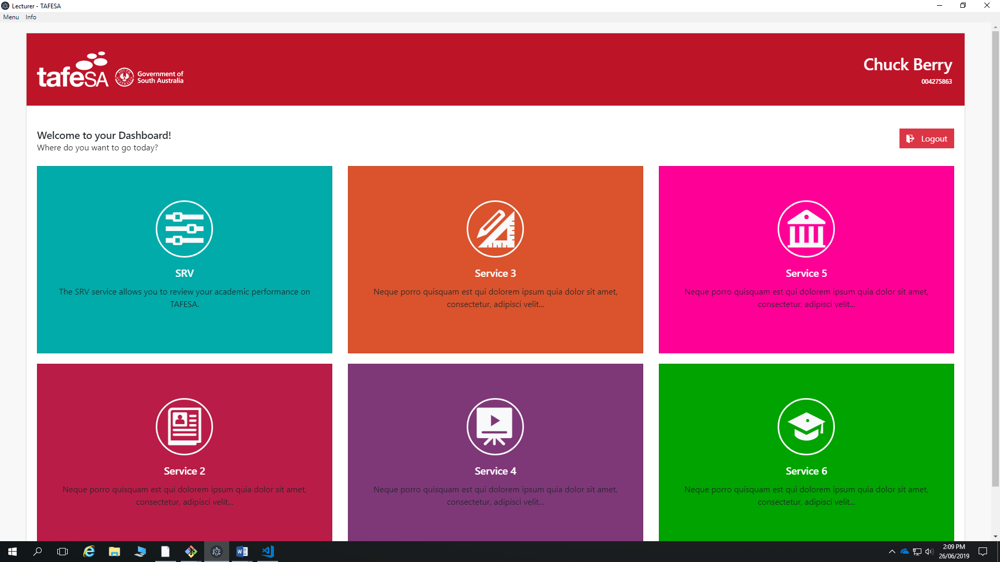 Lecturer - TAFESA
Menu Info
tafeSA
SOUTH AUSTRALIA
Government of
South Australia
Chuck Berry
004275863
Welcome to your Dashboard!
Where do you want to go today?
Logout
SRV
The SRV service allows you to review your academic performance on
TAFESA.
Service 3
Neque porro quisquam est qui dolorem ipsum quia dolor sit amet,
consectetur, adipisci velit...
Service 5
Neque porro quisquam est qui dolorem ipsum quia dolor sit amet,
consectetur, adipisci velit...
Service 2
Neque porro quisquam est qui dolorem ipsum quia dolor sit amet,
consectetur, adipisci velit...
Service 4
Neque porro quisquam est qui dolorem ipsum quia dolor sit amet,
consectetur, adipisci velit...
Service 6
Neque porro quisquam est qui dolorem ipsum quia dolor sit amet,
consectetur, adipisci velit...
2:09 PM
26/06/2019